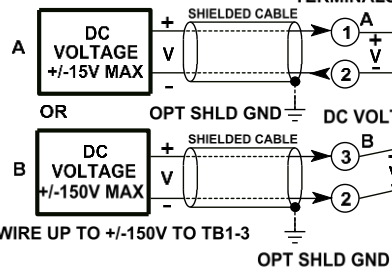 TERMINALS
SHIELDED CABLE
A
DC
VOLTAGE
+/-15V MAX
+
V
-
1
A
+
V
-
2
OR
OPT SHLD GND
DC VOLT
SHIELDED CABLE
B
DC
VOLTAGE
+/-150V MAX
+
V
-
3
B
+
V
2
WIRE UP TO +/-150V TO TB1-3
OPT SHLD GND